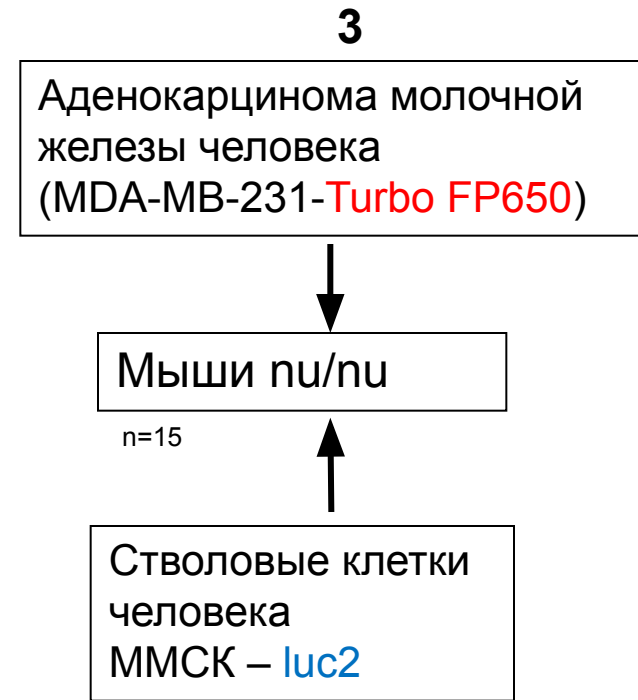 3
Аденокарцинома молочной
железы человека
(MDA-MB-231-Turbo FP650)
Мыши nu/nu
n=15
Стволовые клетки
человека
ММСК – luc2